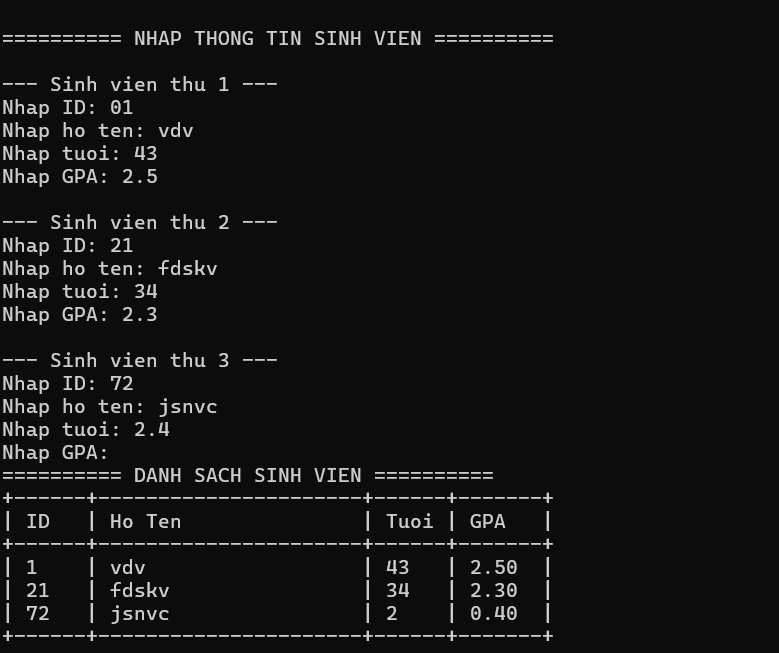 ========== NHAP THONG TIN SINH VIEN ==========
--- Sinh vien thu 1 ---
Nhap ID: 01
Nhap ho ten: vdv
Nhap tuoi: 43
Nhap GPA: 2.5
--- Sinh vien thu 2 ---
Nhap ID: 21
Nhap ho ten: fdskv
Nhap tuoi: 34
Nhap GPA: 2.3
--- Sinh vien thu 3 ---
Nhap ID: 72
Nhap ho ten: jsnvc
Nhap tuoi: 2.4
Nhap GPA:
========== DANH SACH SINH VIEN ==========
+------+----------------------+------+-------+
| ID   | Ho Ten               | Tuoi | GPA   |
+------+----------------------+------+-------+
| 1    | vdv                  | 43   | 2.50  |
| 21   | fdskv                | 34   | 2.30  |
| 72   | jsnvc                | 2    | 0.40  |
+------+----------------------+------+-------+